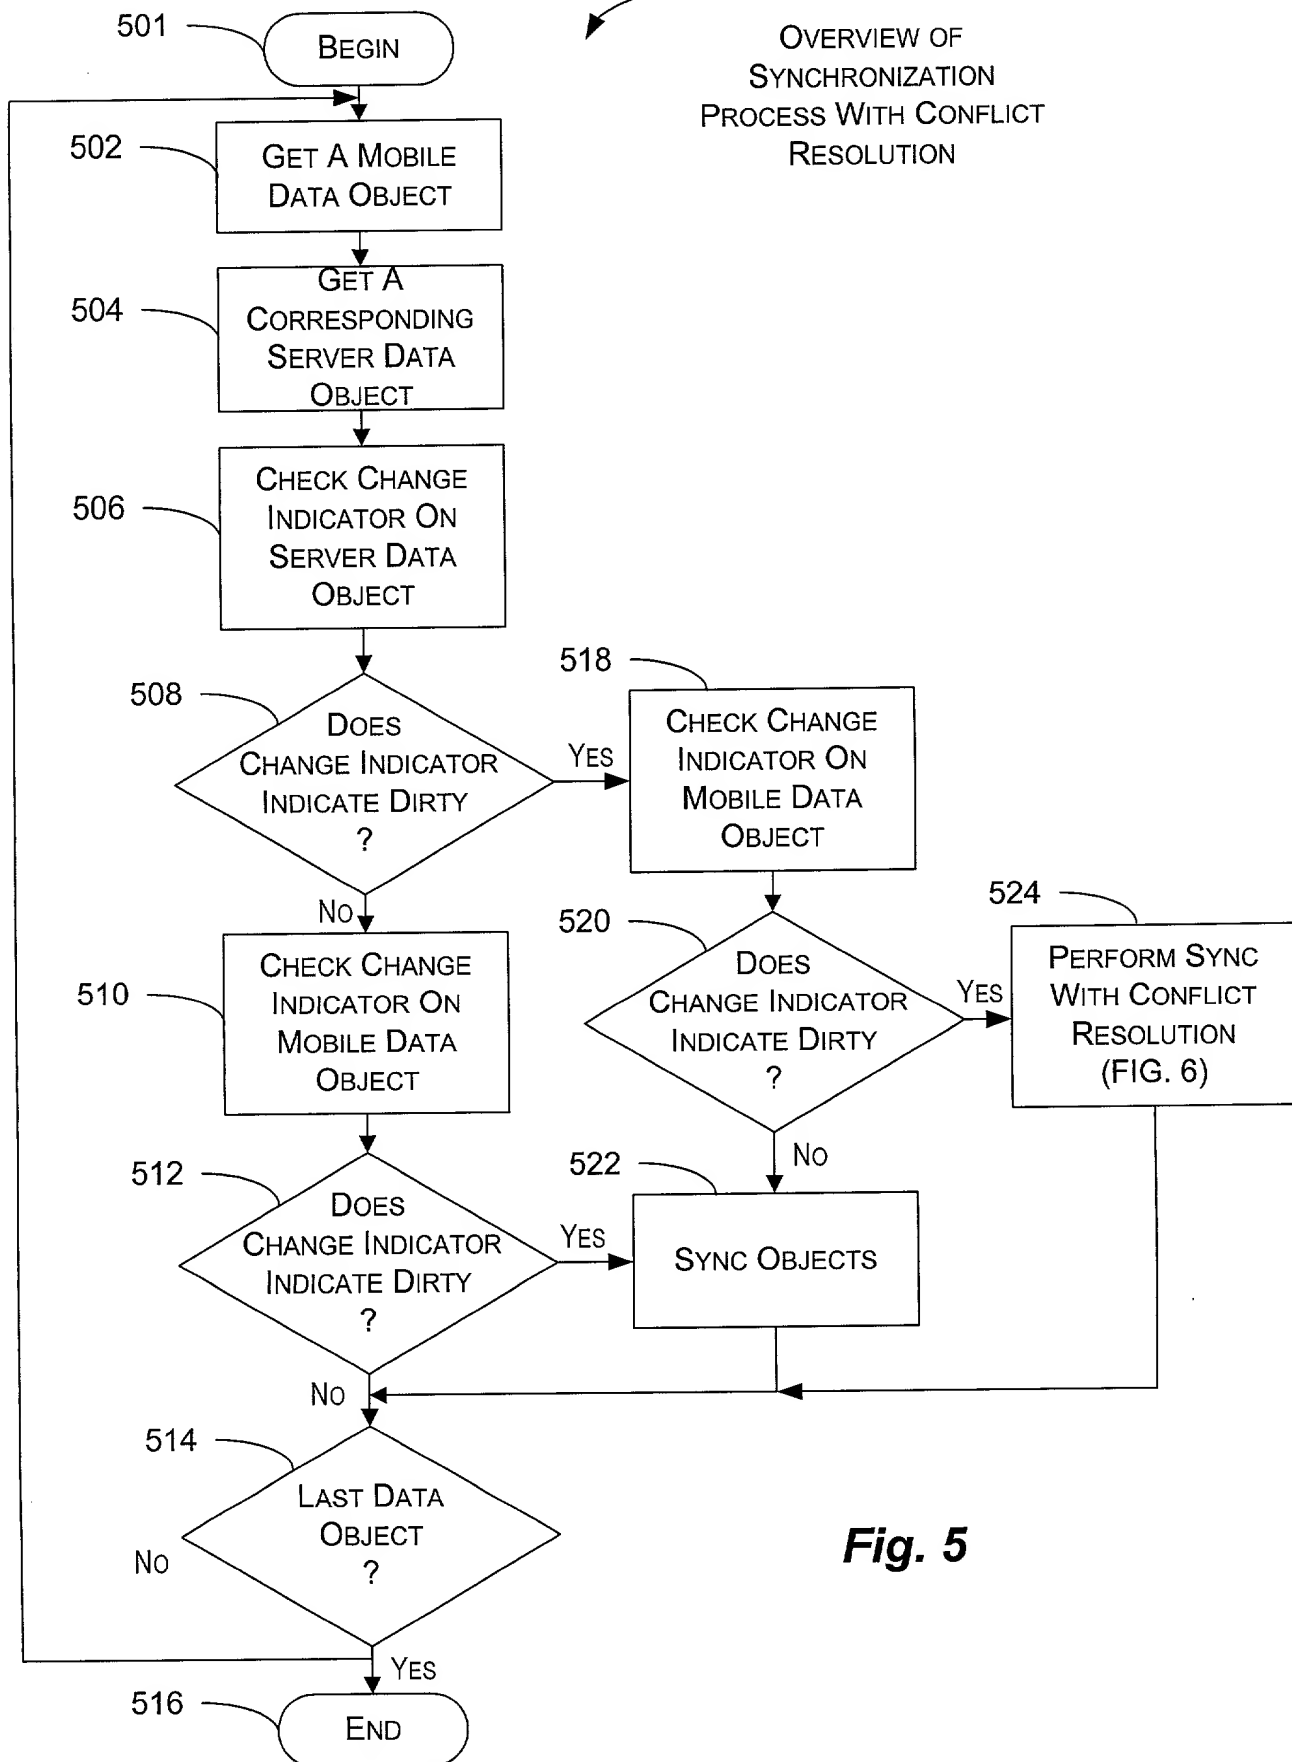 501
BEGIN
OVERVIEW OF
SYNCHRONIZATION
PROCESS WITH CONFLICT
RESOLUTION
502
GET A MOBILE
DATA OBJECT
504
GET A
CORRESPONDING
SERVER DATA
OBJECT
506
CHECK CHANGE
INDICATOR ON
SERVER DATA
OBJECT
508
DOES
CHANGE INDICATOR
INDICATE DIRTY
?
YES
NO
518
CHECK CHANGE
INDICATOR ON
MOBILE DATA
OBJECT
510
CHECK CHANGE
INDICATOR ON
MOBILE DATA
OBJECT
520
DOES
CHANGE INDICATOR
INDICATE DIRTY
?
YES
NO
524
PERFORM SYNC
WITH CONFLICT
RESOLUTION
(FIG. 6)
512
DOES
CHANGE INDICATOR
INDICATE DIRTY
?
YES
NO
522
SYNC OBJECTS
514
LAST DATA
OBJECT
?
NO
YES
516
END
Fig. 5